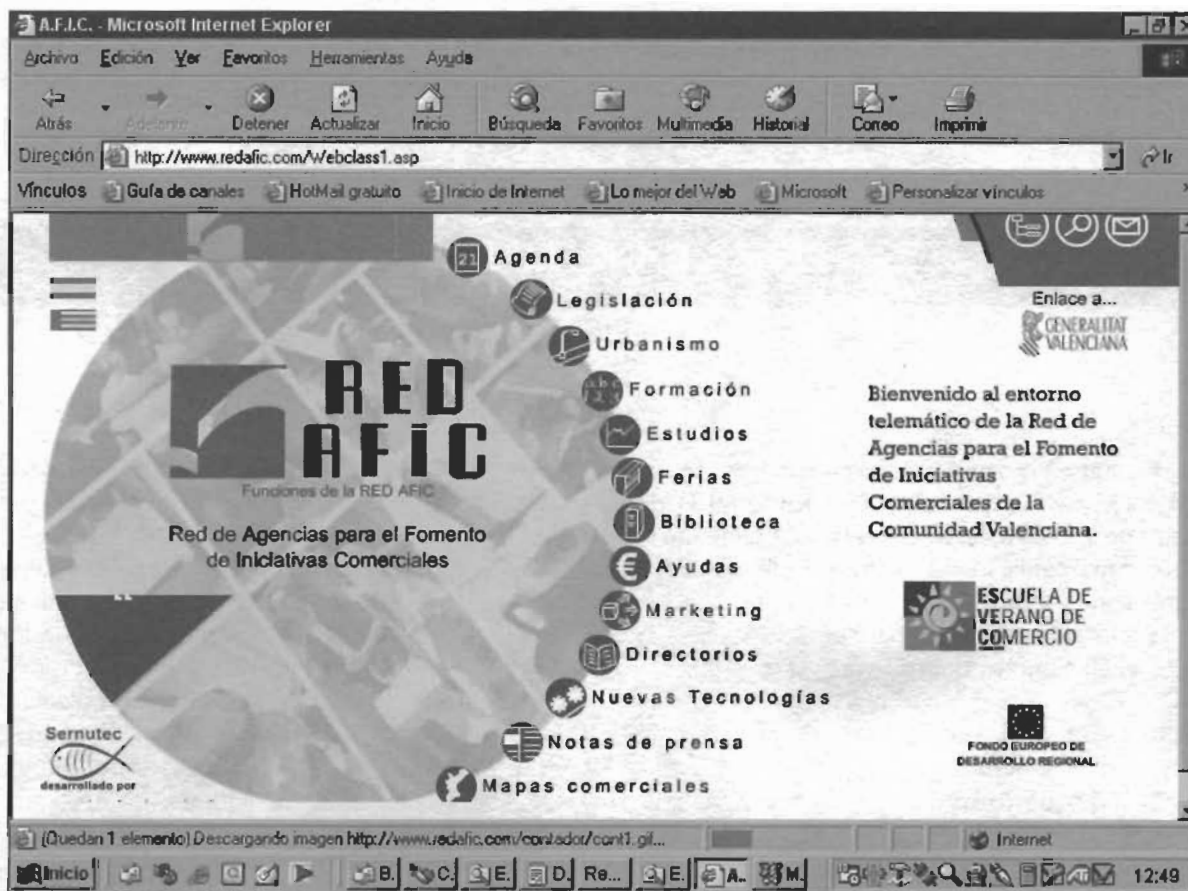 A.F.I.C. - Microsoft Internet Explorer
Archivo Edición Ver Favoritos Herramientas Ayuda
Atrás Adelante Detener Actualizar Inicio Búsqueda Favoritos Multimedia Historial Correo Imprimir
Dirección http://www.redafic.com/Webclass1.asp Ir
Vínculos Guía de canales HotMail gratuito Inicio de Internet Lo mejor del Web Microsoft Personalizar vínculos
21 Agenda
Legislación
Urbanismo
Formación
Estudios
Ferias
Biblioteca
Ayudas
Marketing
Directorios
Nuevas Tecnologías
Notas de prensa
Mapas comerciales
RED
AFIC
Funciones de la RED AFIC
Red de Agencias para el Fomento
de Iniciativas Comerciales
Sernutec
desarrollado por
Enlace a...
GENERALITAT
VALENCIANA
Bienvenido al entorno
telemático de la Red de
Agencias para el Fomento
de Iniciativas
Comerciales de la
Comunidad Valenciana.
ESCUELA DE
VERANO DE
COMERCIO
FONDO EUROPEO DE
DESARROLLO REGIONAL
(Quedan 1 elemento) Descargando imagen http://www.redafic.com/contador/cont1.gif... Internet
Inicio B. C. E. D. Re... E. A.. M. 12:49